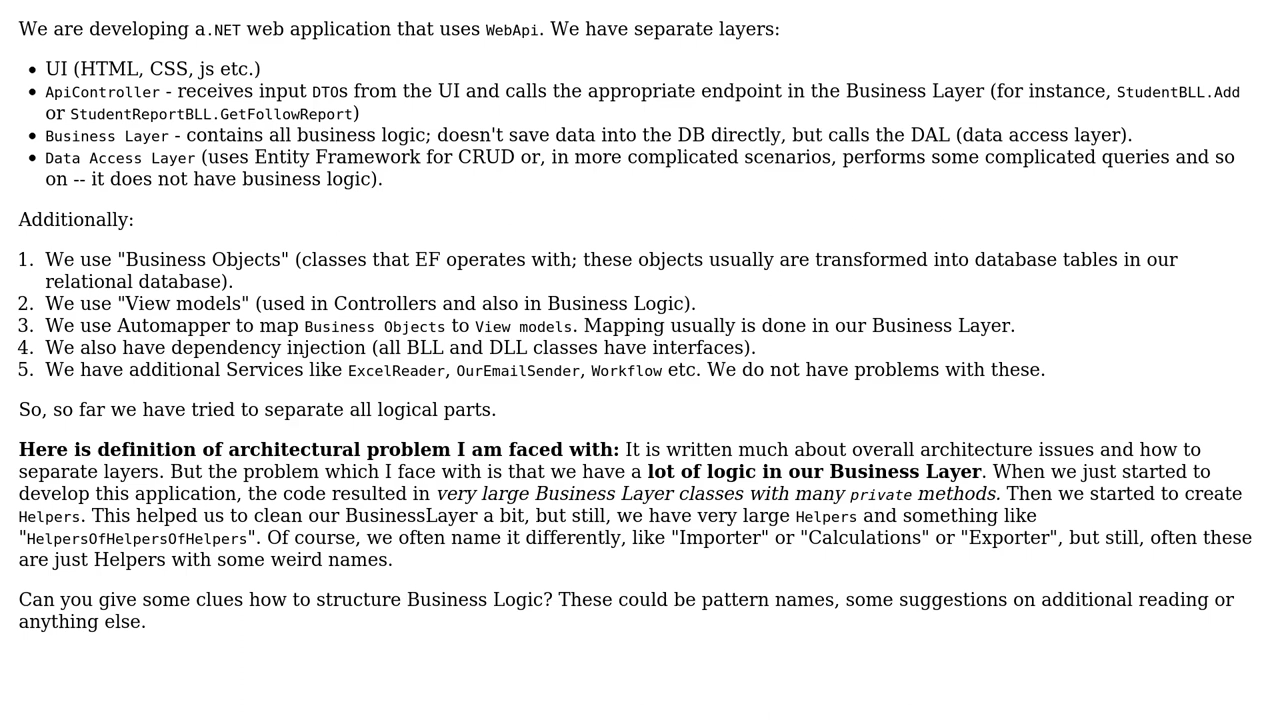 We are developing a.NET web application that uses WebApi. We have separate layers:
• UI (HTML, CSS, js etc.)
• ApiController - receives input DTOs from the UI and calls the appropriate endpoint in the Business Layer (for instance, StudentBLL.Add
or StudentReportBLL.GetFollowReport)
• Business Layer - contains all business logic; doesn't save data into the DB directly, but calls the DAL (data access layer).
• Data Access Layer (uses Entity Framework for CRUD or, in more complicated scenarios, performs some complicated queries and so
on -- it does not have business logic).
Additionally:
1. We use "Business Objects" (classes that EF operates with; these objects usually are transformed into database tables in our
relational database).
2. We use "View models" (used in Controllers and also in Business Logic).
3. We use Automapper to map Business Objects to View models. Mapping usually is done in our Business Layer.
4. We also have dependency injection (all BLL and DLL classes have interfaces).
5. We have additional Services like ExcelReader, OurEmailSender, Workflow etc. We do not have problems with these.
So, so far we have tried to separate all logical parts.
Here is definition of architectural problem I am faced with: It is written much about overall architecture issues and how to
separate layers. But the problem which I face with is that we have a lot of logic in our Business Layer. When we just started to
develop this application, the code resulted in very large Business Layer classes with many private methods. Then we started to create
Helpers. This helped us to clean our BusinessLayer a bit, but still, we have very large Helpers and something like
"HelpersOfHelpersOfHelpers". Of course, we often name it differently, like "Importer" or "Calculations" or "Exporter", but still, often these
are just Helpers with some weird names.
Can you give some clues how to structure Business Logic? These could be pattern names, some suggestions on additional reading or
anything else.